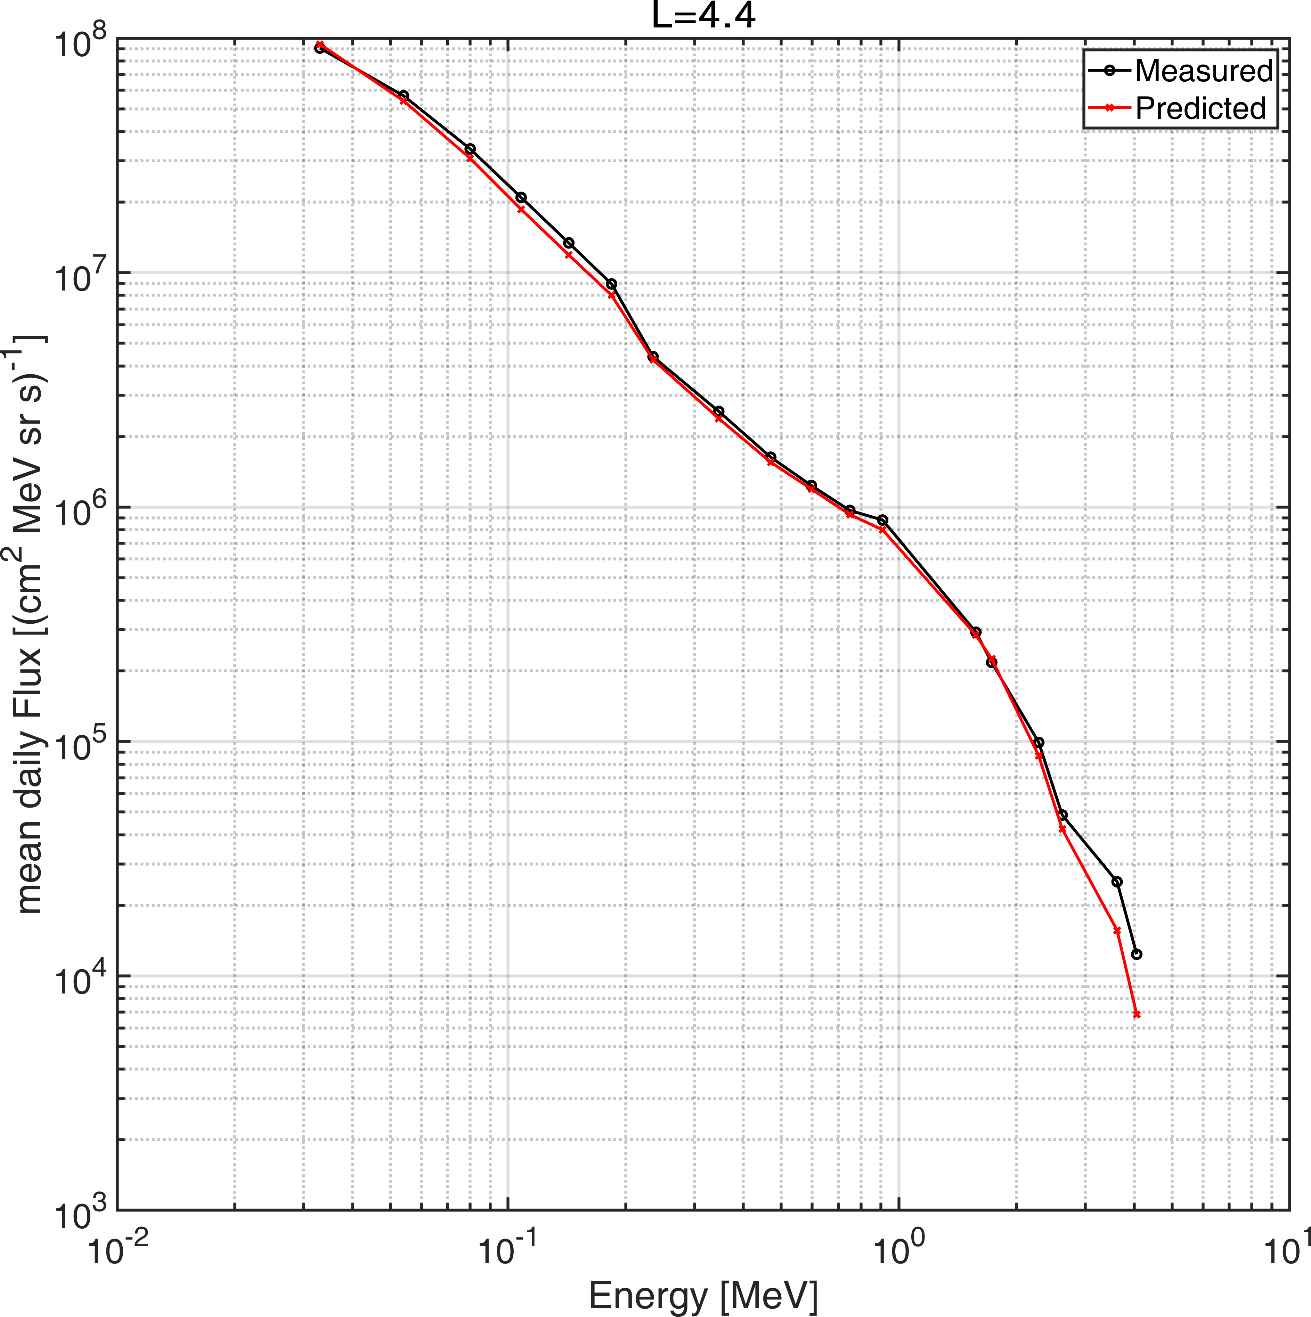 L=4.4
Measured
Predicted
10^8
10^7
10^6
10^5
10^4
10^3
mean daily Flux [(cm^2 MeV sr s)^-1]
10^-2
10^-1
10^0
10^1
Energy [MeV]